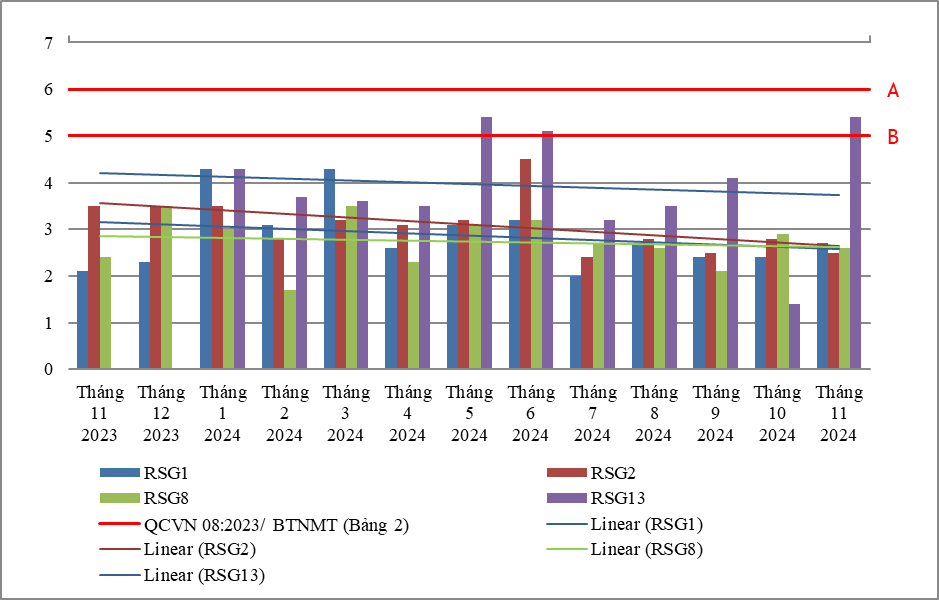 7
6
A
5
B
4
3
2
1
0
Tháng Tháng Tháng Tháng Tháng Tháng Tháng Tháng Tháng Tháng Tháng Tháng Tháng
11 12 1 2 3 4 5 6 7 8 9 10 11
2023 2023 2024 2024 2024 2024 2024 2024 2024 2024 2024 2024 2024
RSG1 RSG2
RSG8 RSG13
QCVN 08:2023/ BTNMT (Bảng 2) Linear (RSG1)
Linear (RSG2) Linear (RSG8)
Linear (RSG13)